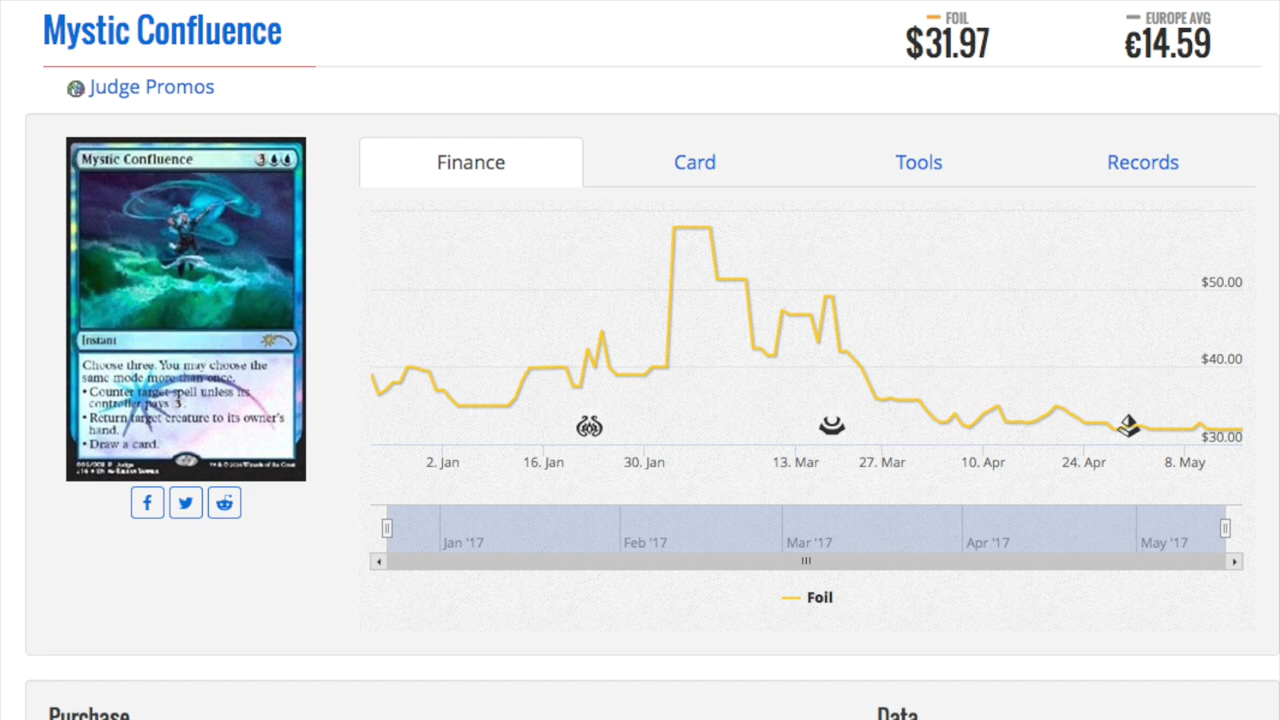 Mystic Confluence
FOIL
$31.97
EUROPE AVG
€14.59
Judge Promos
Mystic Confluence 3
Instant
Choose three. You may choose the
same mode more than once.
• Counter target spell unless its
controller pays 3.
• Return target creature to its owner's
hand.
• Draw a card.
Finance
Card
Tools
Records
$50.00
$40.00
$30.00
2. Jan
16. Jan
30. Jan
13. Mar
27. Mar
10. Apr
24. Apr
8. May
Jan '17
Feb '17
Mar '17
Apr '17
May '17
Foil
Purchase
Data